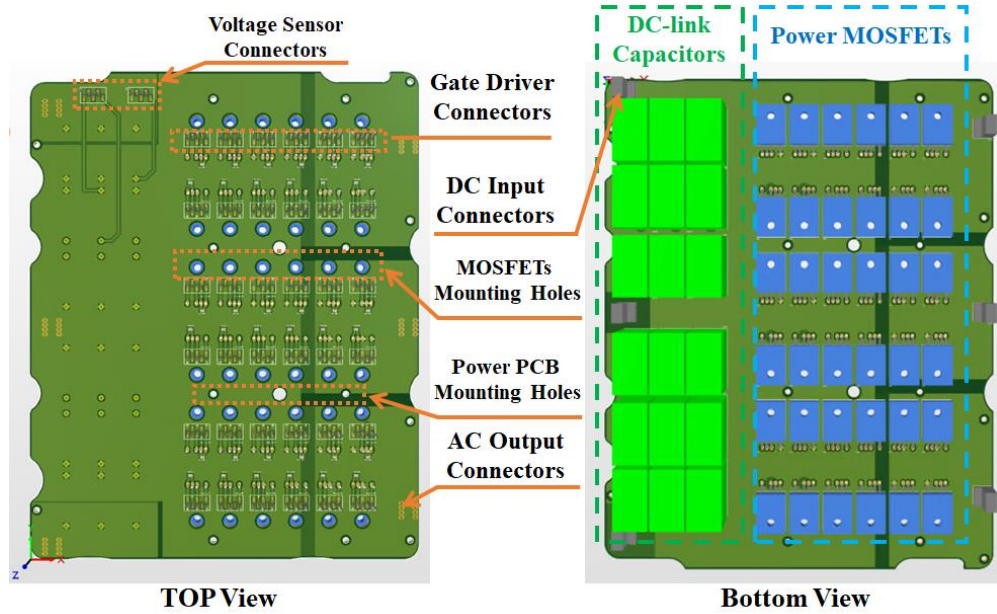 Voltage Sensor
Connectors
Gate Driver
Connectors
DC Input
Connectors
MOSFETs
Mounting Holes
Power PCB
Mounting Holes
AC Output
Connectors
TOP View
DC-link
Capacitors
Power MOSFETs
Bottom View
X
Z
X